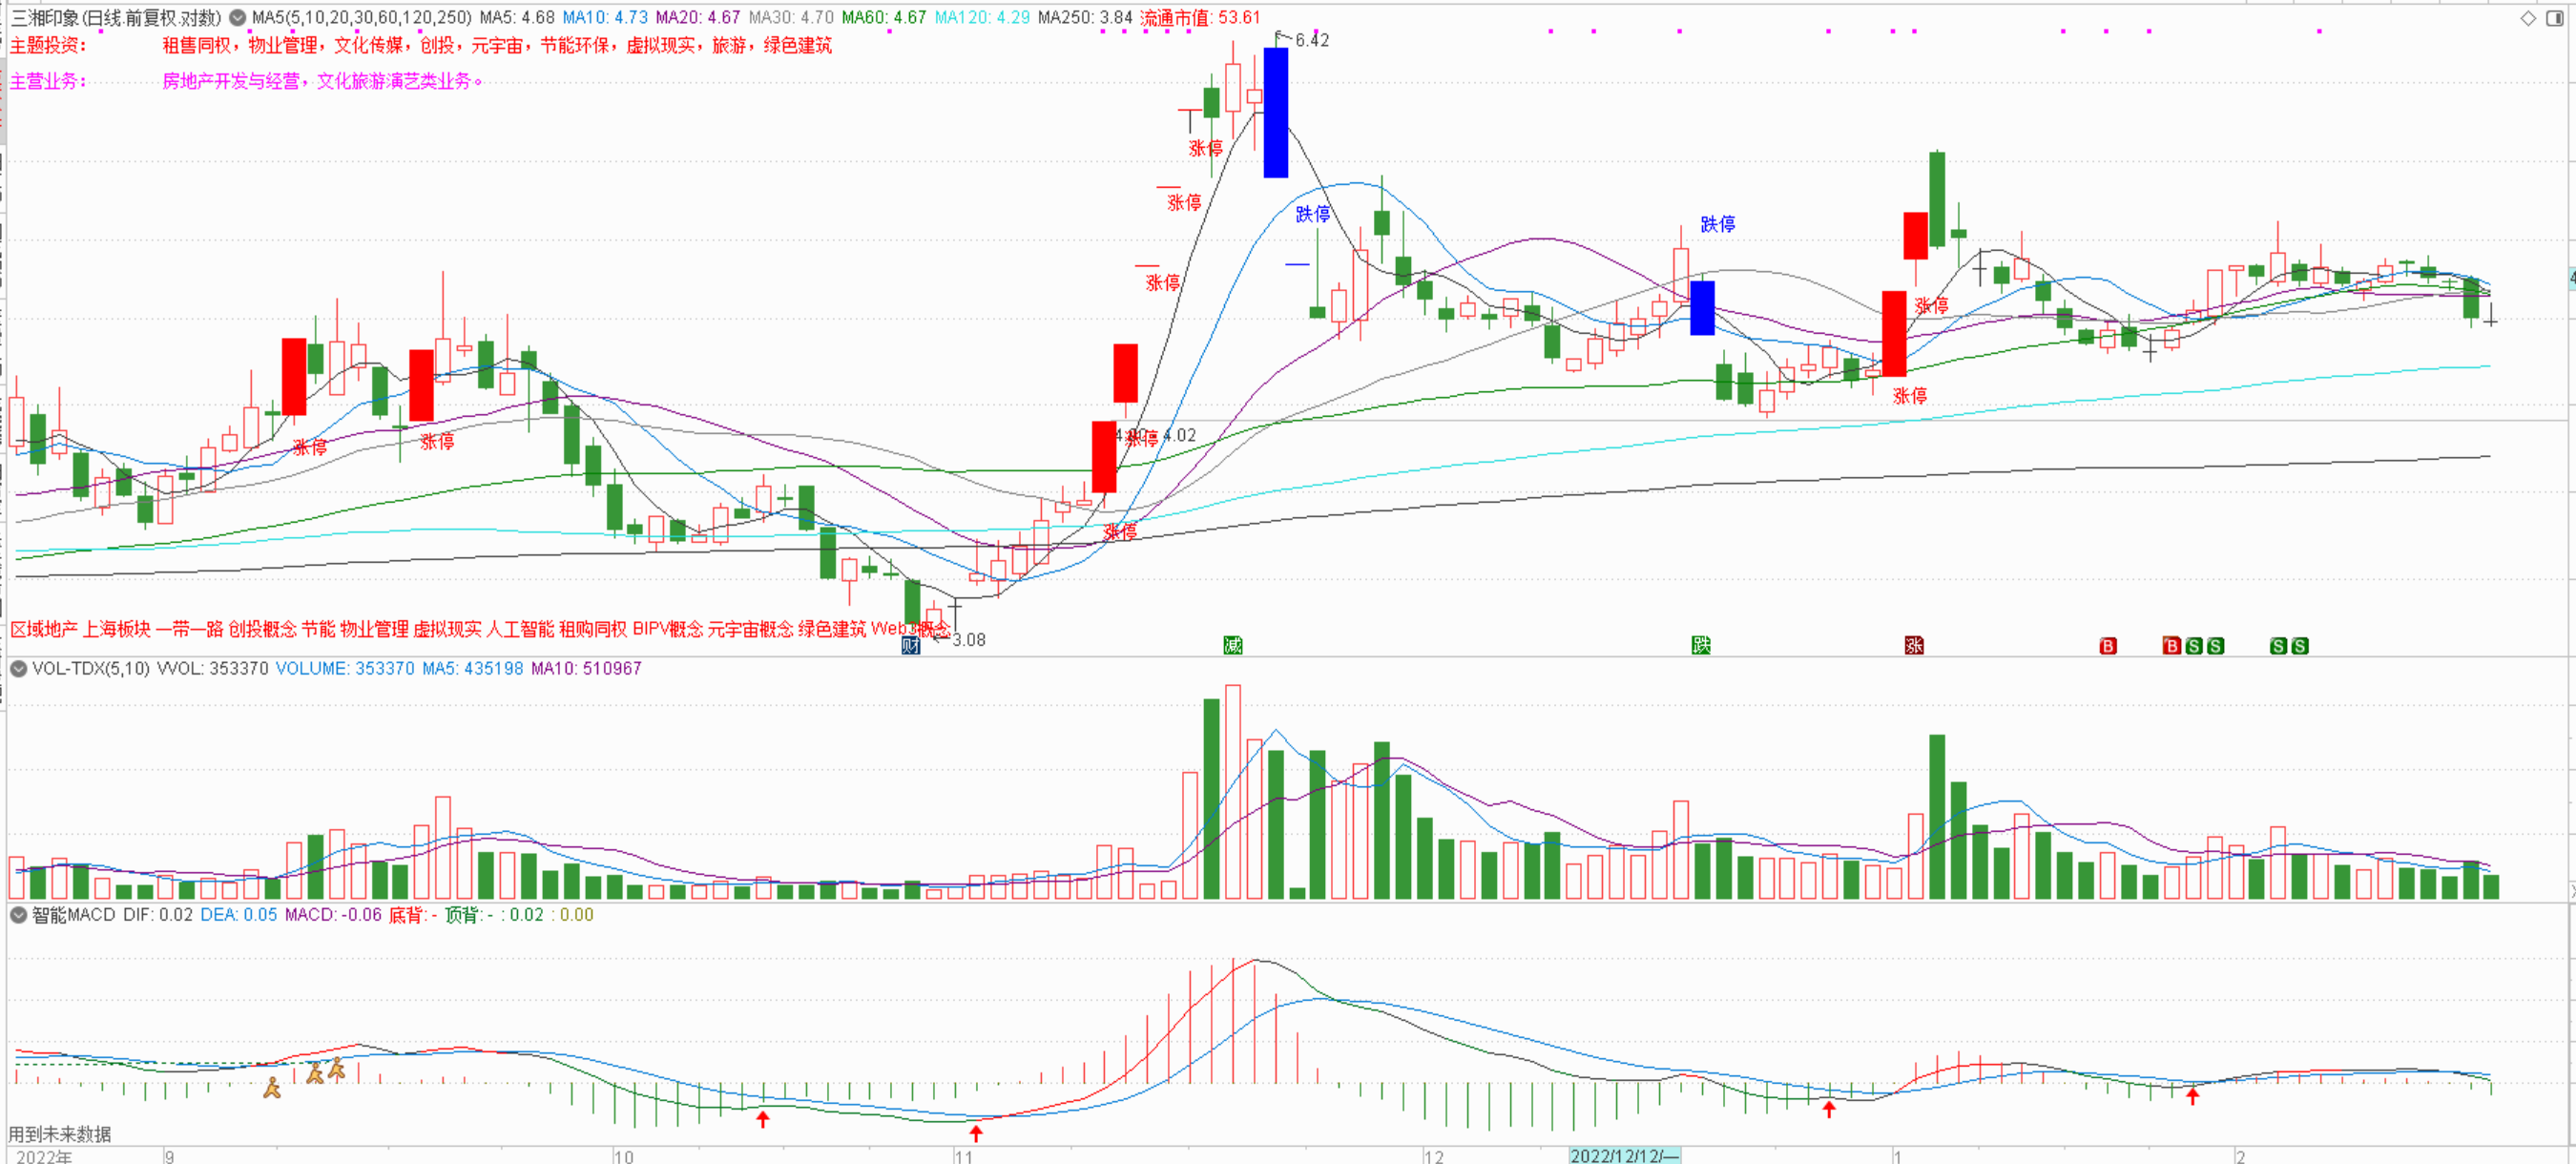 三湘印象(日线.前复权.对数) MA5(5,10,20,30,60,120,250) MA5: 4.68 MA10: 4.73 MA20: 4.67 MA30: 4.70 MA60: 4.67 MA120: 4.29 MA250: 3.84 流通市值: 53.61
主题投资: 租售同权，物业管理，文化传媒，创投，元宇宙，节能环保，虚拟现实，旅游，绿色建筑
主营业务: 房地产开发与经营，文化旅游演艺类业务。
6.42
涨停
涨停
跌停
跌停
涨停
涨停
涨停
涨停
涨停
涨停
4.02
涨停
区域地产 上海板块 一带一路 创投概念 节能 物业管理 虚拟现实 人工智能 租购同权 BIPV概念 元宇宙概念 绿色建筑 Web3概念
3.08
财 减 跌 涨 B B S S S S
VOL-TDX(5,10) VVOL: 353370 VOLUME: 353370 MA5: 435198 MA10: 510967
智能MACD DIF: 0.02 DEA: 0.05 MACD: -0.06 底背: - 顶背: - : 0.02 : 0.00
用到未来数据
2022年 9 10 11 12 2022/12/12/一 1 2